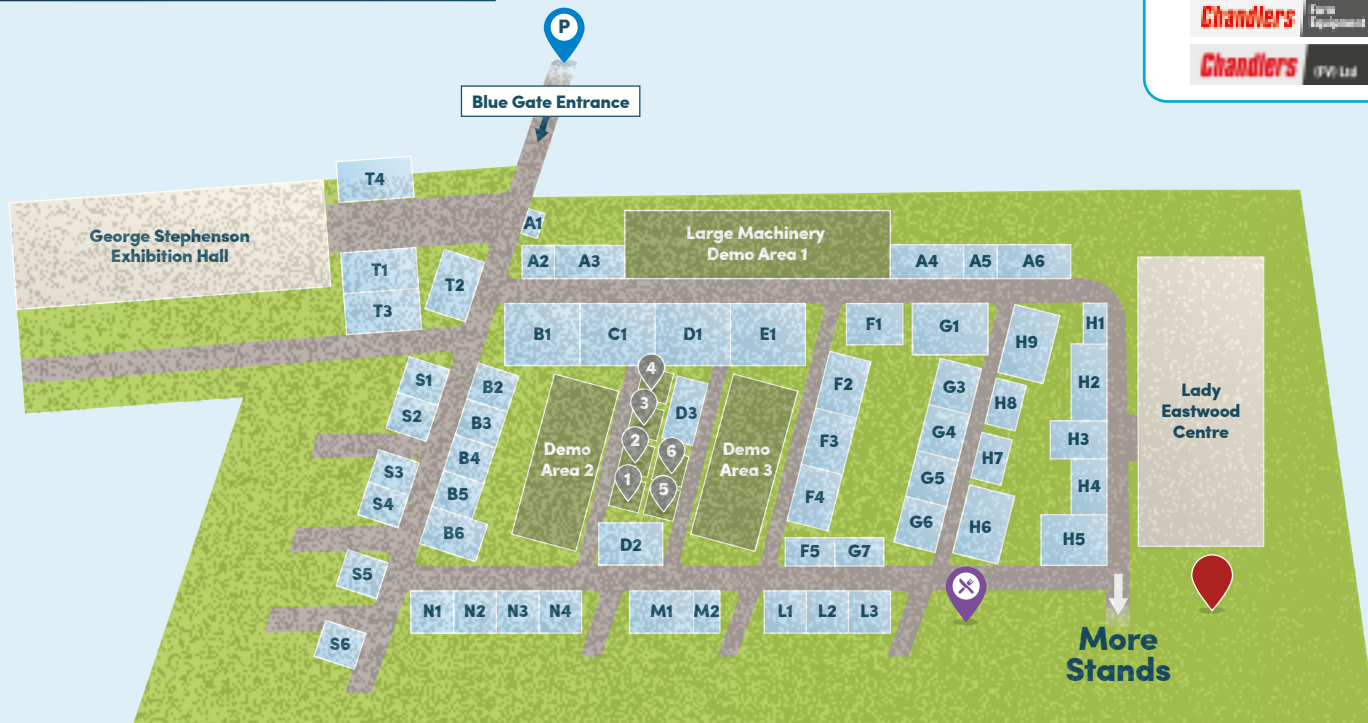 P
Chandlers Farm Equipment
Chandlers (FV) Ltd
Blue Gate Entrance
T4
George Stephenson
Exhibition Hall
A1
Large Machinery
Demo Area 1
A2
A3
A4
A5
A6
T1
T2
T3
B1
C1
D1
E1
F1
G1
H9
H1
S1
S2
B2
B3
B4
B5
B6
4
3
2
1
6
5
D3
Demo
Area 2
Demo
Area 3
F2
F3
F4
G3
G4
G5
G6
H8
H7
H6
H2
H3
H4
H5
Lady
Eastwood
Centre
S3
S4
S5
S6
D2
F5
G7
N1
N2
N3
N4
M1
M2
L1
L2
L3
More
Stands